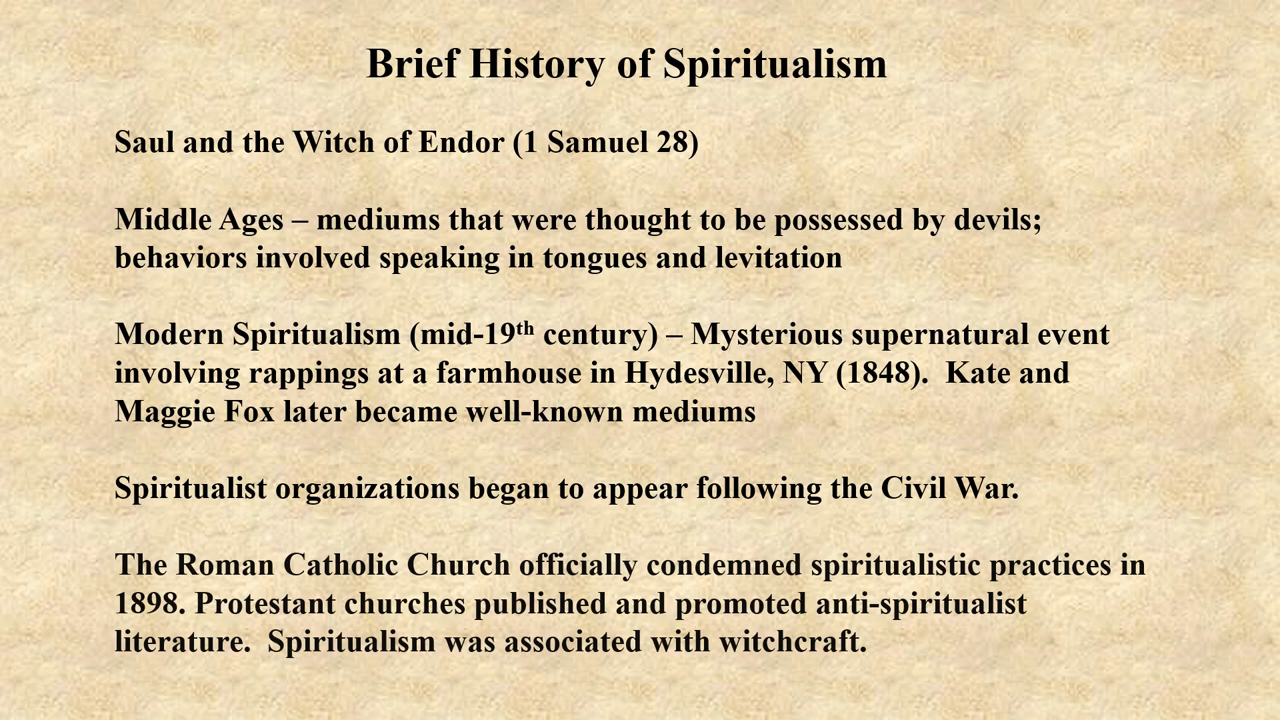 Brief History of Spiritualism
Saul and the Witch of Endor (1 Samuel 28)
Middle Ages – mediums that were thought to be possessed by devils;
behaviors involved speaking in tongues and levitation
Modern Spiritualism (mid-19th century) – Mysterious supernatural event
involving rappings at a farmhouse in Hydesville, NY (1848).  Kate and
Maggie Fox later became well-known mediums
Spiritualist organizations began to appear following the Civil War.
The Roman Catholic Church officially condemned spiritualistic practices in
1898. Protestant churches published and promoted anti-spiritualist
literature.  Spiritualism was associated with witchcraft.